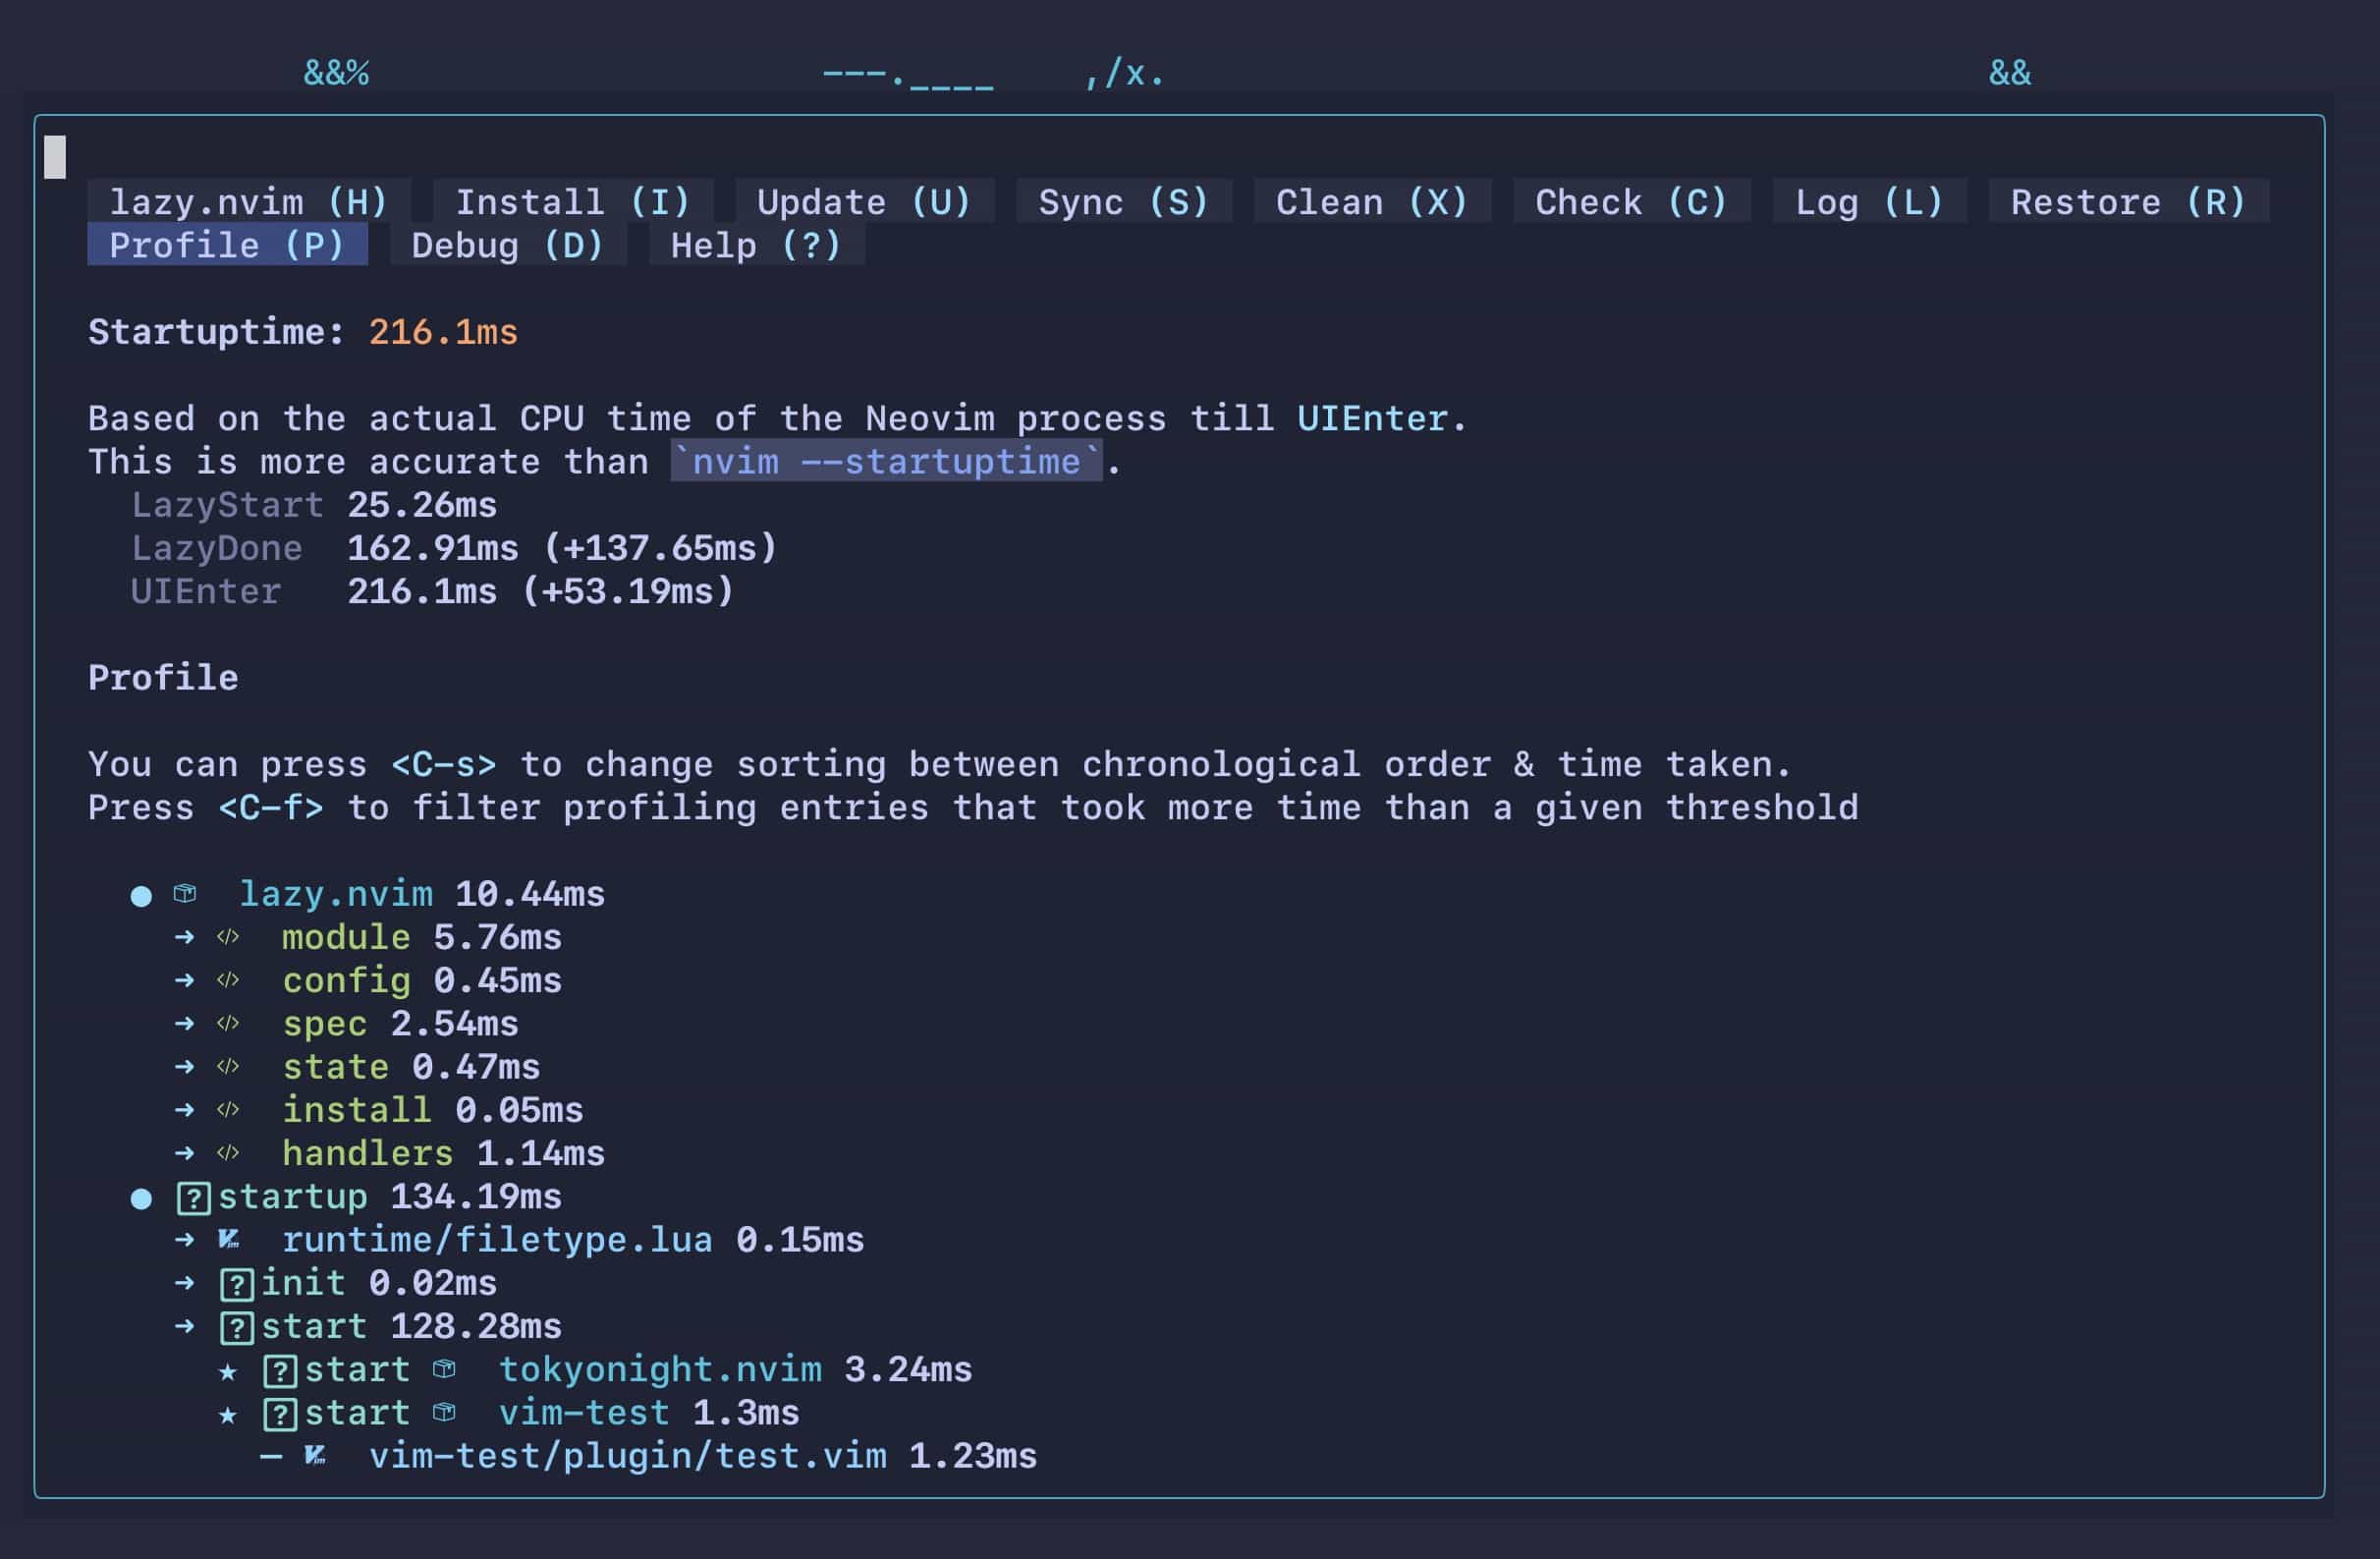 &&% ---.____ ,/x. &&
lazy.nvim (H) Install (I) Update (U) Sync (S) Clean (X) Check (C) Log (L) Restore (R)
Profile (P) Debug (D) Help (?)
Startuptime: 216.1ms
Based on the actual CPU time of the Neovim process till UIEnter.
This is more accurate than `nvim --startuptime`.
LazyStart 25.26ms
LazyDone 162.91ms (+137.65ms)
UIEnter 216.1ms (+53.19ms)
Profile
You can press <C-s> to change sorting between chronological order & time taken.
Press <C-f> to filter profiling entries that took more time than a given threshold
● lazy.nvim 10.44ms
➜ </> module 5.76ms
➜ </> config 0.45ms
➜ </> spec 2.54ms
➜ </> state 0.47ms
➜ </> install 0.05ms
➜ </> handlers 1.14ms
● [?]startup 134.19ms
➜ runtime/filetype.lua 0.15ms
➜ [?]init 0.02ms
➜ [?]start 128.28ms
★ [?]start tokyonight.nvim 3.24ms
★ [?]start vim-test 1.3ms
‒ vim-test/plugin/test.vim 1.23ms